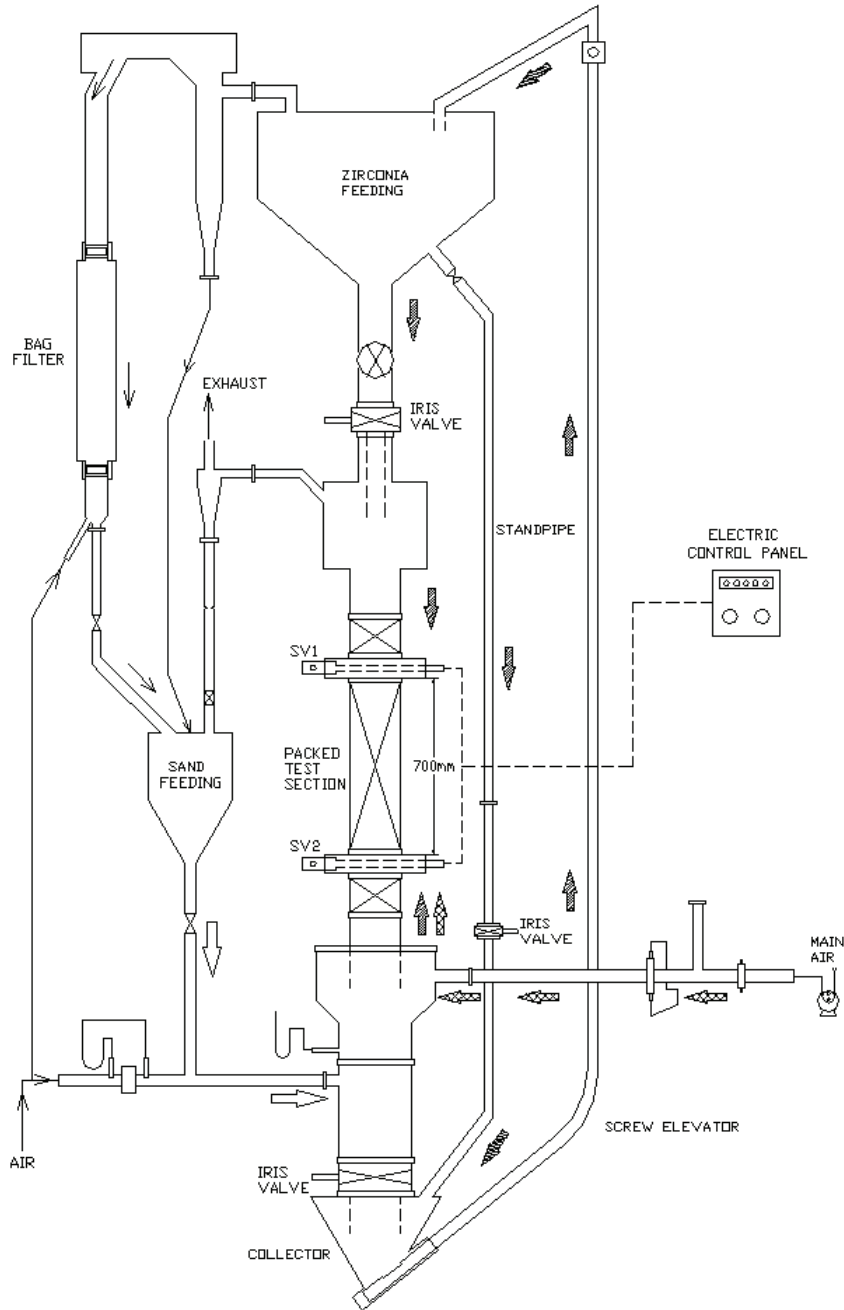 ZIRCONIA
FEEDING
BAG
FILTER
EXHAUST
IRIS
VALVE
STANDPIPE
ELECTRIC
CONTROL PANEL
SV1
PACKED
TEST
SECTION
700mm
SAND
FEEDING
SV2
IRIS
VALVE
MAIN
AIR
SCREW ELEVATOR
AIR
IRIS
VALVE
COLLECTOR